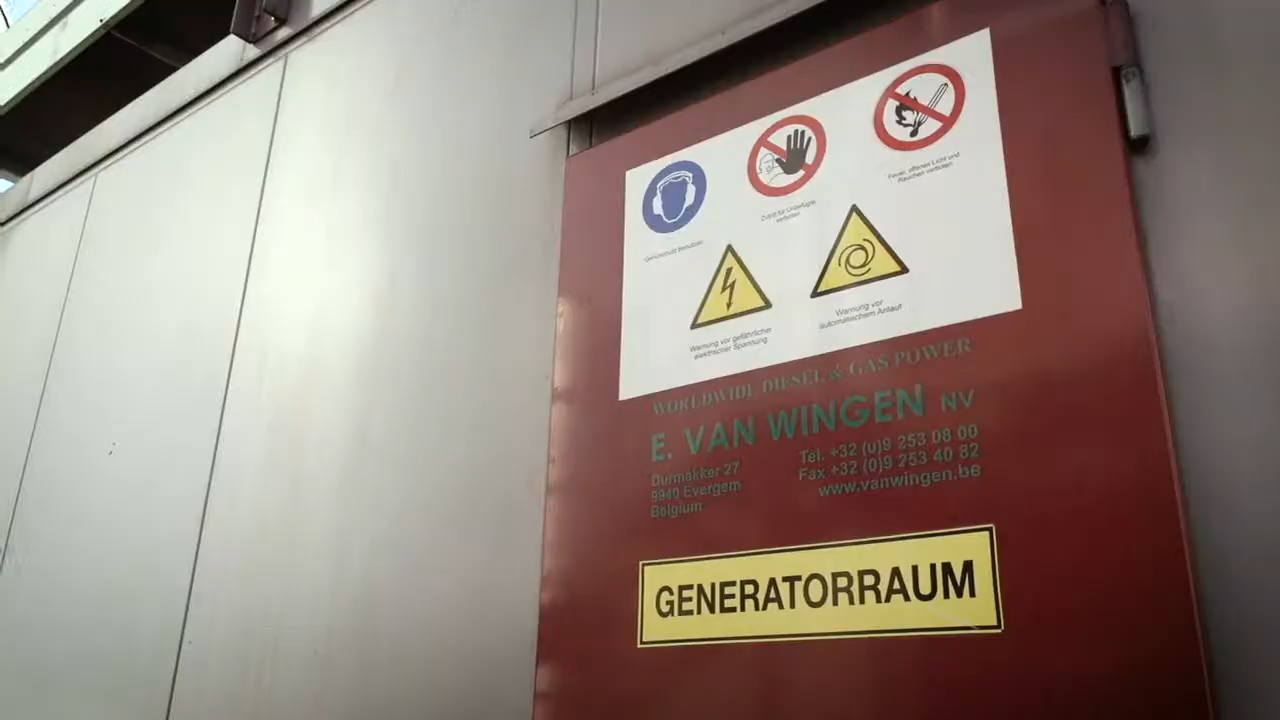 Gehörschutz benutzen
Zutritt für Unbefugte
verboten
Feuer, offenes Licht und
Rauchen verboten
Warnung vor gefährlicher
elektrischer Spannung
Warnung vor
automatischem Anlauf
WORLDWIDE DIESEL & GAS POWER
E. VAN WINGEN NV
Durmakker 27
9940 Evergem
Belgium
Tel. +32 (0)9 253 08 00
Fax +32 (0)9 253 40 82
www.vanwingen.be
GENERATORRAUM